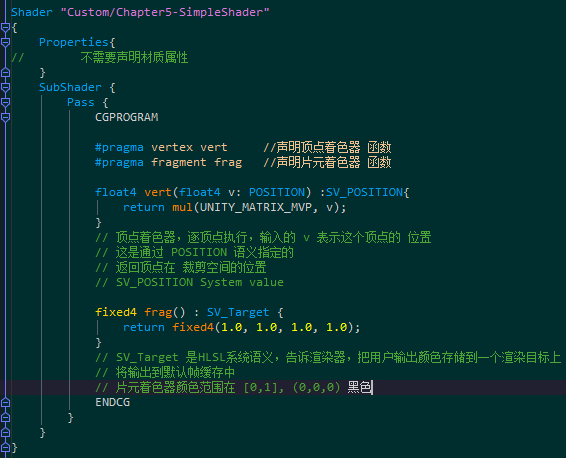 Shader "Custom/Chapter5-SimpleShader"
{
Properties{
// 不需要声明材质属性
}
SubShader {
Pass {
CGPROGRAM
#pragma vertex vert //声明顶点着色器 函数
#pragma fragment frag //声明片元着色器 函数
float4 vert(float4 v: POSITION) :SV_POSITION{
return mul(UNITY_MATRIX_MVP, v);
}
// 顶点着色器，逐顶点执行，输入的 v 表示这个顶点的 位置
// 这是通过 POSITION 语义指定的
// 返回顶点在 裁剪空间的位置
// SV_POSITION System value
fixed4 frag() : SV_Target {
return fixed4(1.0, 1.0, 1.0, 1.0);
}
// SV_Target 是HLSL系统语义，告诉渲染器，把用户输出颜色存储到一个渲染目标上
// 将输出到默认帧缓存中
// 片元着色器颜色范围在 [0,1], (0,0,0) 黑色
ENDCG
}
}
}